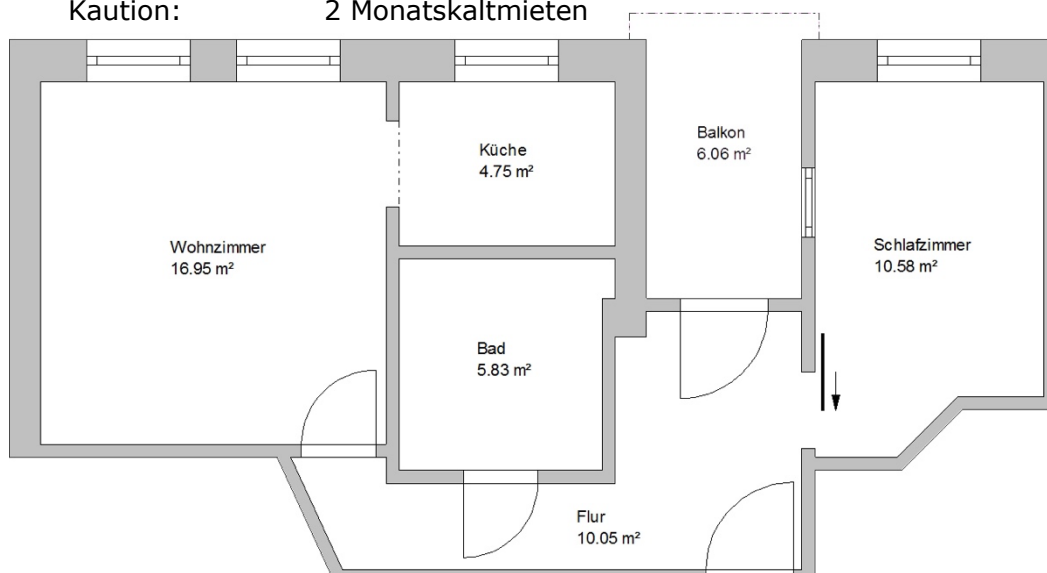 Kaution: 2 Monatskaltmieten
Balkon
6.06 m²
Küche
4.75 m²
Wohnzimmer
16.95 m²
Schlafzimmer
10.58 m²
Bad
5.83 m²
Flur
10.05 m²